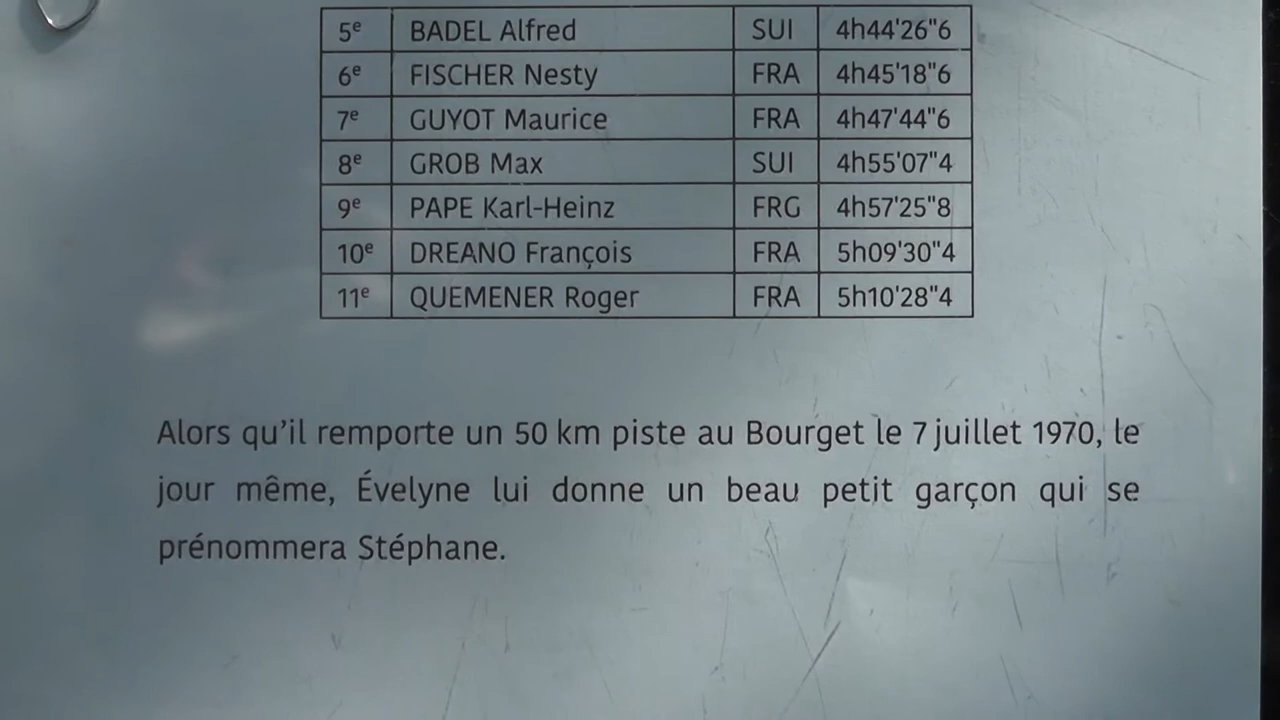 5e BADEL Alfred SUI 4h44'26"6
6e FISCHER Nesty FRA 4h45'18"6
7e GUYOT Maurice FRA 4h47'44"6
8e GROB Max SUI 4h55'07"4
9e PAPE Karl-Heinz FRG 4h57'25"8
10e DREANO François FRA 5h09'30"4
11e QUEMENER Roger FRA 5h10'28"4
Alors qu’il remporte un 50 km piste au Bourget le 7 juillet 1970, le
jour même, Évelyne lui donne un beau petit garçon qui se
prénommera Stéphane.